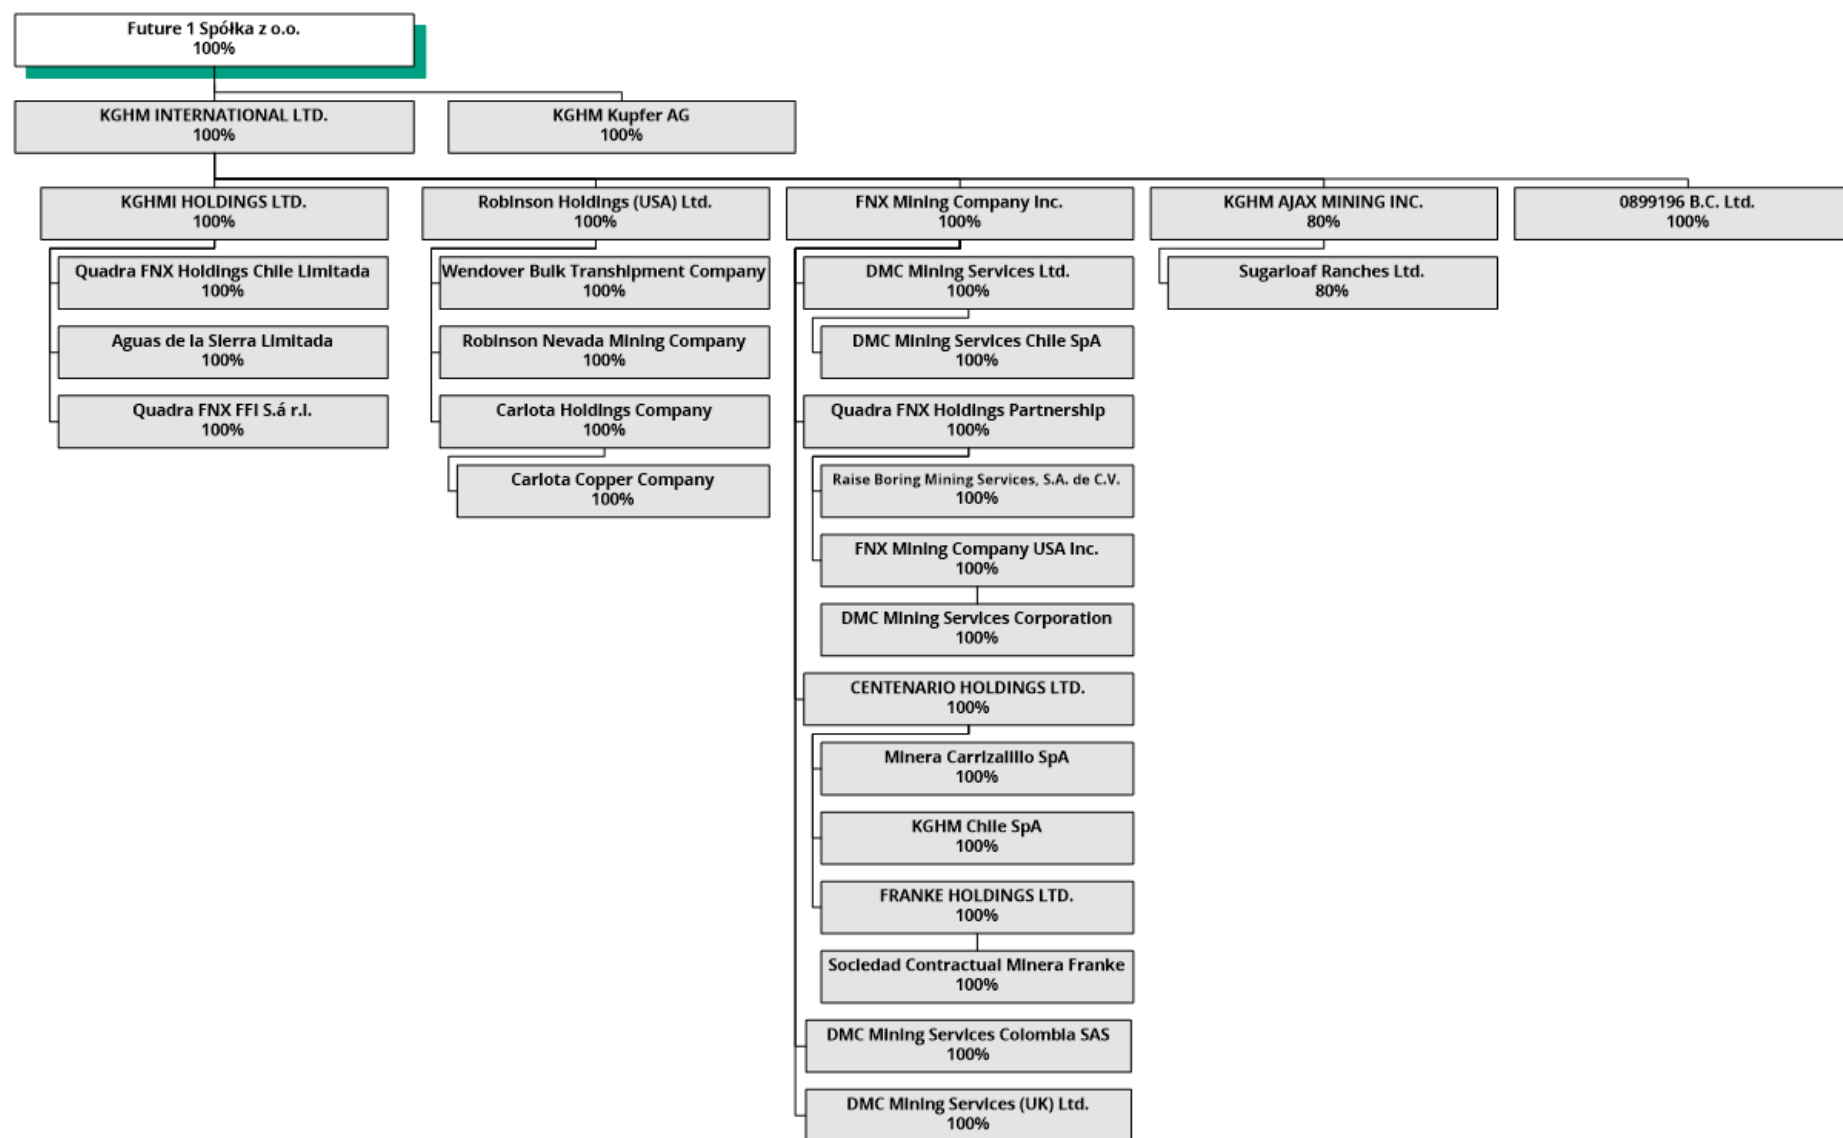 Future 1 Spółka z o.o.
100%
KGHM INTERNATIONAL LTD.
100%
KGHM Kupfer AG
100%
KGHMI HOLDINGS LTD.
100%
Robinson Holdings (USA) Ltd.
100%
FNX Mining Company Inc.
100%
KGHM AJAX MINING INC.
80%
0899196 B.C. Ltd.
100%
Quadra FNX Holdings Chile Limitada
100%
Aguas de la Sierra Limitada
100%
Quadra FNX FFI S.á r.l.
100%
Wendover Bulk Transhipment Company
100%
Robinson Nevada Mining Company
100%
Carlota Holdings Company
100%
Carlota Copper Company
100%
DMC Mining Services Ltd.
100%
DMC Mining Services Chile SpA
100%
Quadra FNX Holdings Partnership
100%
Raise Boring Mining Services, S.A. de C.V.
100%
FNX Mining Company USA Inc.
100%
DMC Mining Services Corporation
100%
CENTENARIO HOLDINGS LTD.
100%
Minera Carrizalillo SpA
100%
KGHM Chile SpA
100%
FRANKE HOLDINGS LTD.
100%
Sociedad Contractual Minera Franke
100%
DMC Mining Services Colombia SAS
100%
DMC Mining Services (UK) Ltd.
100%
Sugarloaf Ranches Ltd.
80%